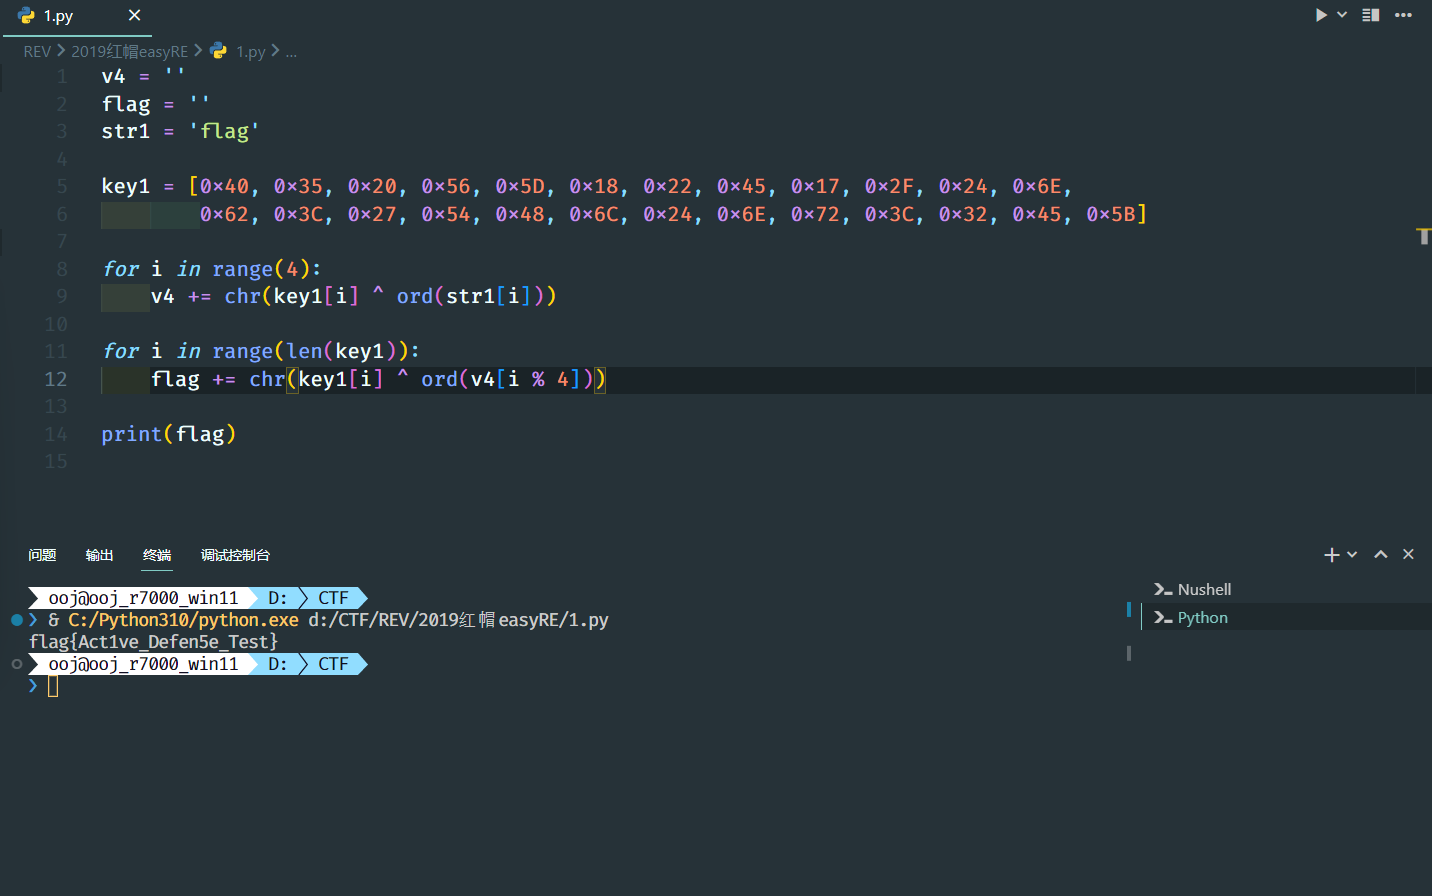 1.py
REV > 2019红帽easyRE > 1.py > ...
1 v4 = ''
2 flag = ''
3 str1 = 'flag'
4
5 key1 = [0x40, 0x35, 0x20, 0x56, 0x5D, 0x18, 0x22, 0x45, 0x17, 0x2F, 0x24, 0x6E,
6 0x62, 0x3C, 0x27, 0x54, 0x48, 0x6C, 0x24, 0x6E, 0x72, 0x3C, 0x32, 0x45, 0x5B]
7
8 for i in range(4):
9 v4 += chr(key1[i] ^ ord(str1[i]))
10
11 for i in range(len(key1)):
12 flag += chr(key1[i] ^ ord(v4[i % 4]))
13
14 print(flag)
15
问题 输出 终端 调试控制台
ooj@ooj_r7000_win11 D: CTF
❯ & C:/Python310/python.exe d:/CTF/REV/2019红帽easyRE/1.py
flag{Act1ve_Defen5e_Test}
ooj@ooj_r7000_win11 D: CTF
❯
Nushell
Python